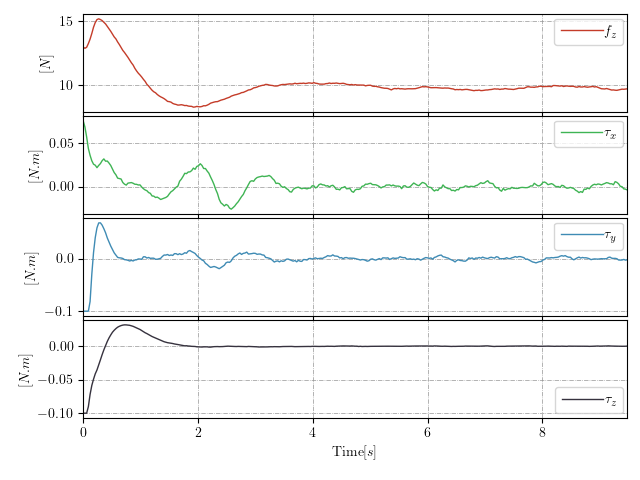 15
10
[N]
f_z
0.05
0.00
[N.m]
τ_x
0.0
−0.1
[N.m]
τ_y
0.00
−0.05
−0.10
[N.m]
τ_z
0 2 4 6 8
Time[s]